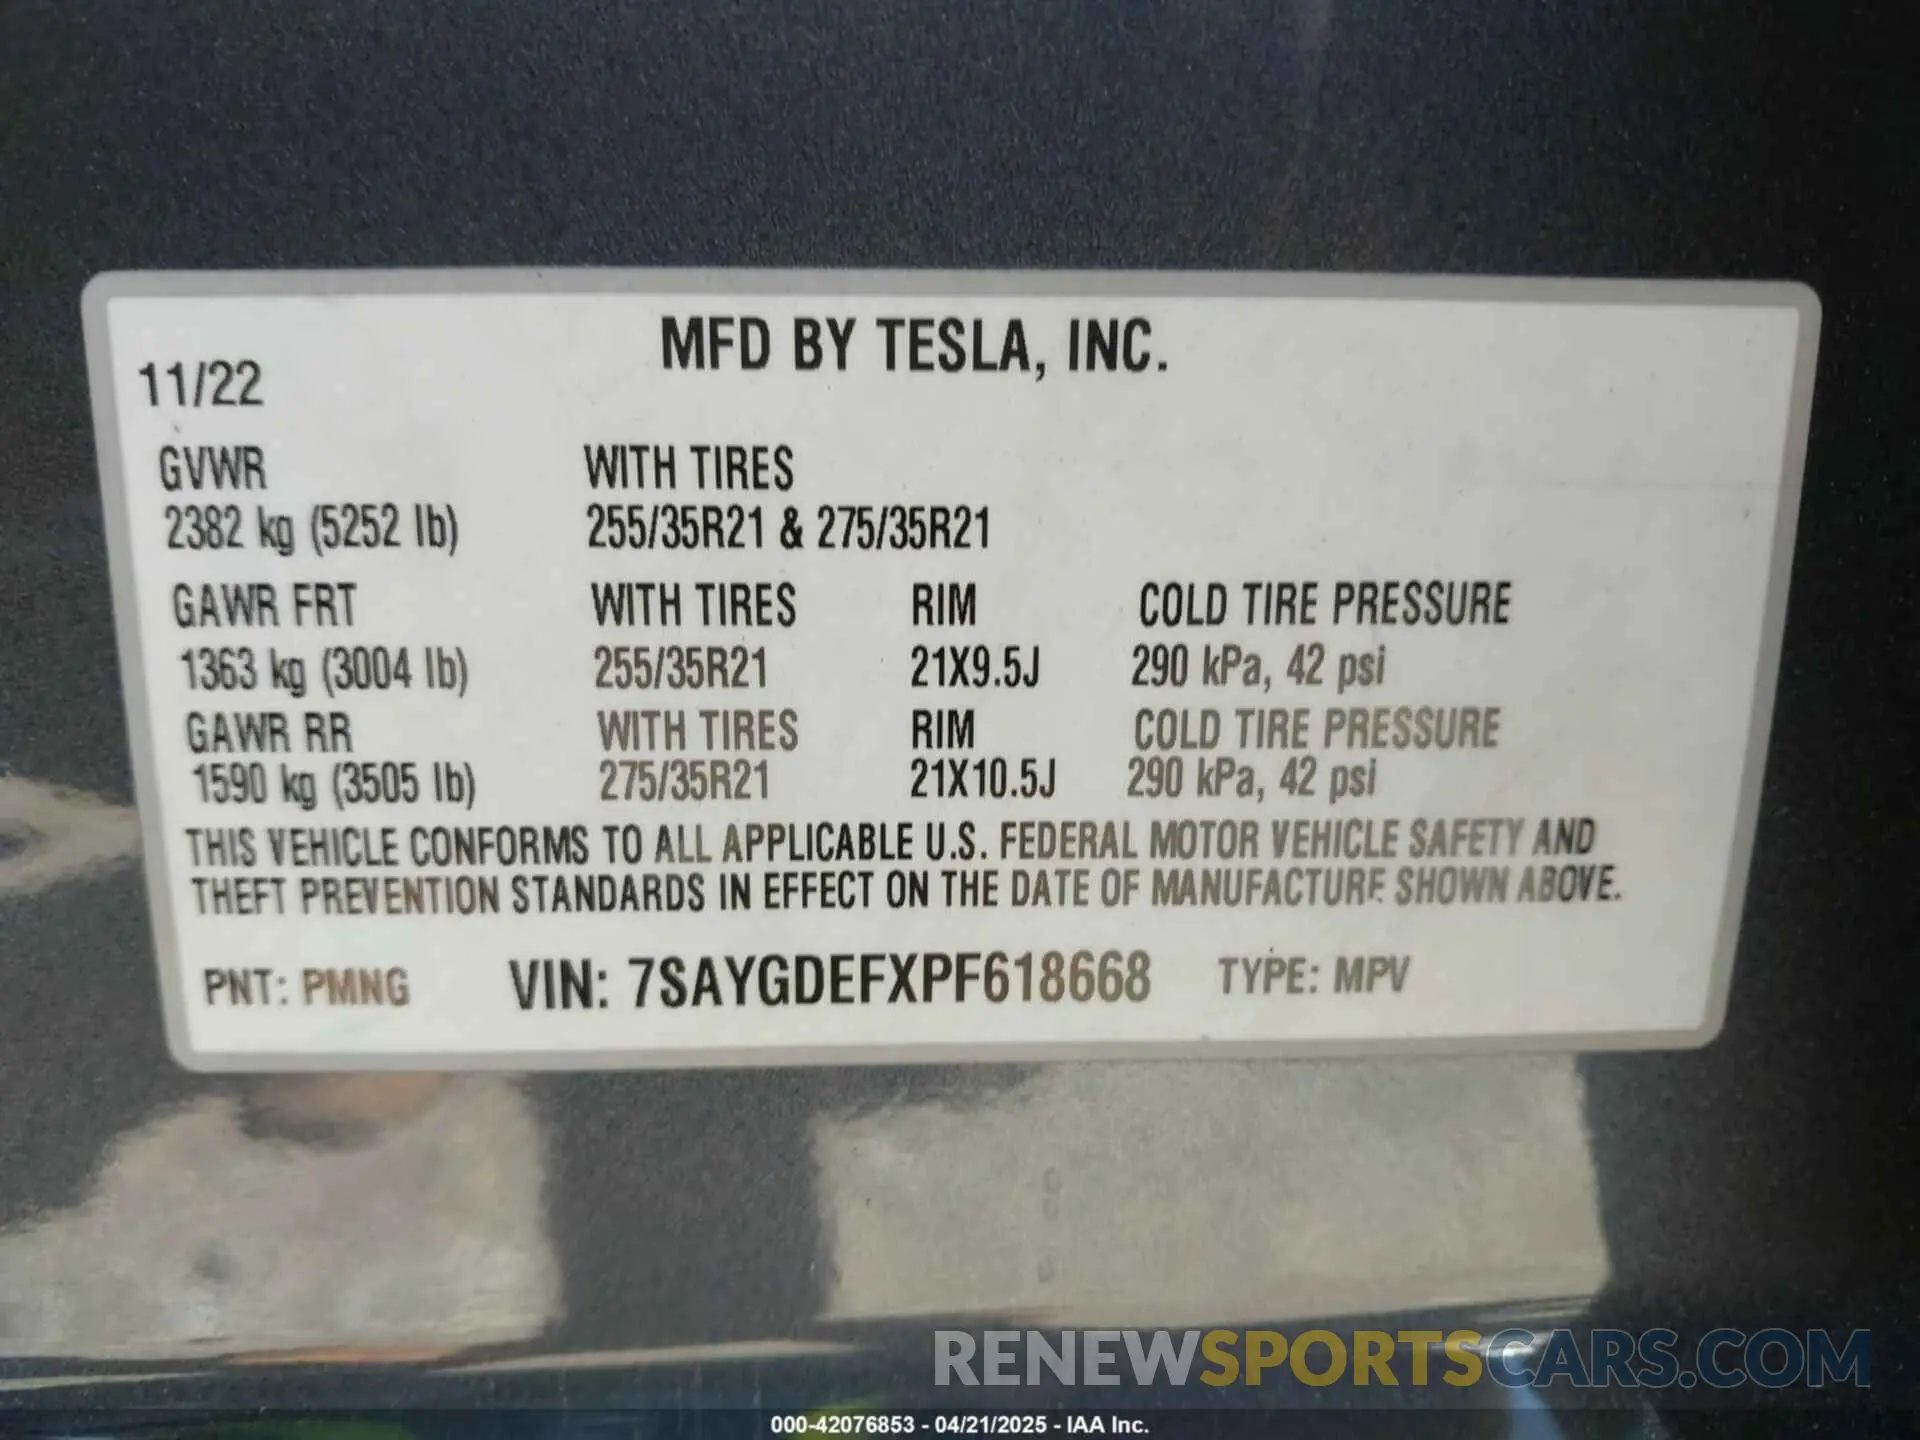 MFD BY TESLA, INC.
11/22
GVWR WITH TIRES
2382 kg (5252 lb) 255/35R21 & 275/35R21
GAWR FRT WITH TIRES RIM COLD TIRE PRESSURE
1363 kg (3004 lb) 255/35R21 21X9.5J 290 kPa, 42 psi
GAWR RR WITH TIRES RIM COLD TIRE PRESSURE
1590 kg (3505 lb) 275/35R21 21X10.5J 290 kPa, 42 psi
THIS VEHICLE CONFORMS TO ALL APPLICABLE U.S. FEDERAL MOTOR VEHICLE SAFETY AND
THEFT PREVENTION STANDARDS IN EFFECT ON THE DATE OF MANUFACTURE SHOWN ABOVE.
PNT: PMNG VIN: 7SAYGDEFXPF618668 TYPE: MPV
RENEWSPORTSCARS.COM
000-42076853 - 04/21/2025 - IAA Inc.